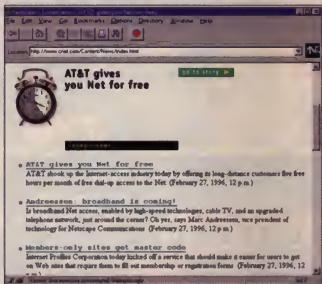 File Edit View Go Bookmarks Options Directory Window Help
Location: http://www.cnet.com/Content/News/index.html
N
AT&T gives
you Net for free
go to story
AT&T gives you Net for free
AT&T shook up the Internet-access industry today by offering its long-distance customers five free
hours per month of free dial-up access to the Net. (February 27, 1996, 12 p.m.)
Andreessen: broadband is coming!
Is broadband Net access, enabled by high-speed technologies, cable TV, and an upgraded
telephone network, just around the corner? Oh yes, says Marc Andreessen, vice president of
technology for Netscape Communications. (February 27, 1996, 12 p.m.)
Members-only sites get master code
Internet Profiles Corporation today kicked off a service that should make it easier for users to get
on Web sites that require them to fill out membership or registration forms. (February 27, 1996,